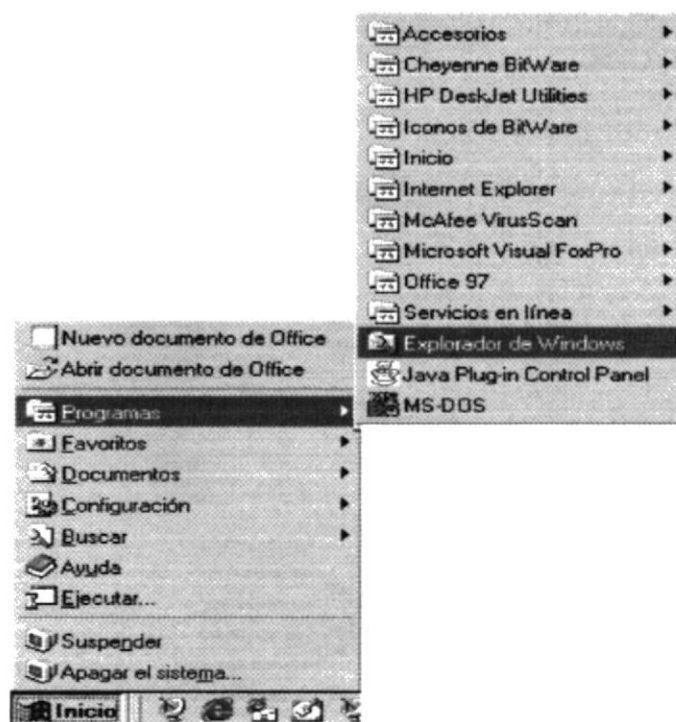 Accesorios
Cheyenne BitWare
HP DeskJet Utilities
Iconos de BitWare
Inicio
Internet Explorer
McAfee VirusScan
Microsoft Visual FoxPro
Office 97
Servicios en línea
Explorador de Windows
Java Plug-in Control Panel
MS-DOS
Nuevo documento de Office
Abrir documento de Office
Programas
Favoritos
Documentos
Configuración
Buscar
Ayuda
Ejecutar...
Suspender
Apagar el sistema...
Inicio